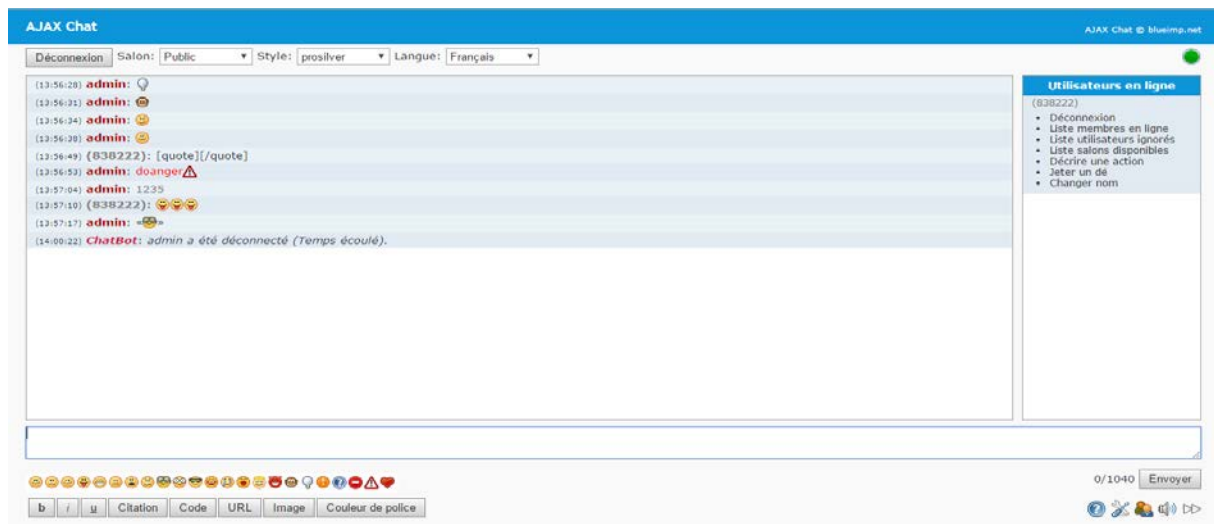 AJAX Chat
AJAX Chat © blueimp.net
Déconnexion Salon: Public Style: prosilver Langue: Français
(13:56:28) admin:
(13:56:31) admin:
(13:56:34) admin:
(13:56:38) admin:
(13:56:49) (838222): [quote][/quote]
(13:56:53) admin: doanger
(13:57:04) admin: 1235
(13:57:10) (838222):
(13:57:17) admin: «»
(14:00:22) ChatBot: admin a été déconnecté (Temps écoulé).
Utilisateurs en ligne
(838222)
• Déconnexion
• Liste membres en ligne
• Liste utilisateurs ignorés
• Liste salons disponibles
• Décrire une action
• Jeter un dé
• Changer nom
0/1040 Envoyer
b i u Citation Code URL Image Couleur de police